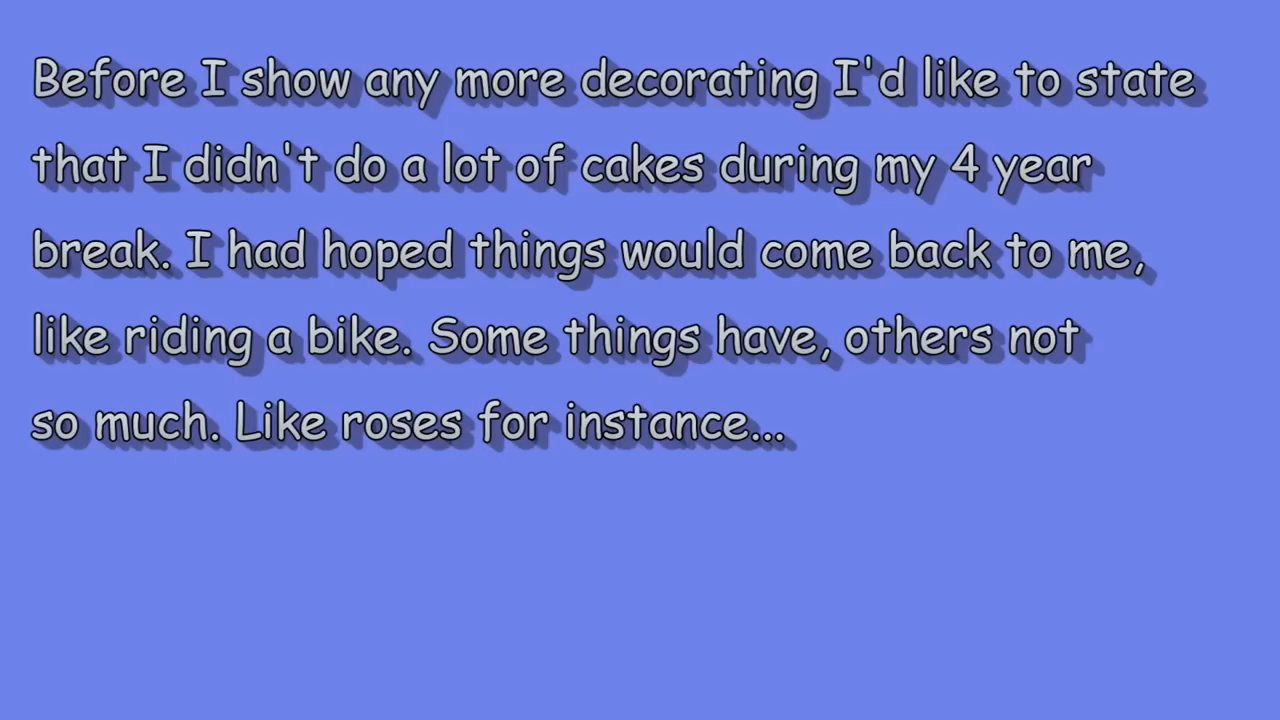 Before I show any more decorating I'd like to state
that I didn't do a lot of cakes during my 4 year
break. I had hoped things would come back to me,
like riding a bike. Some things have, others not
so much. Like roses for instance...